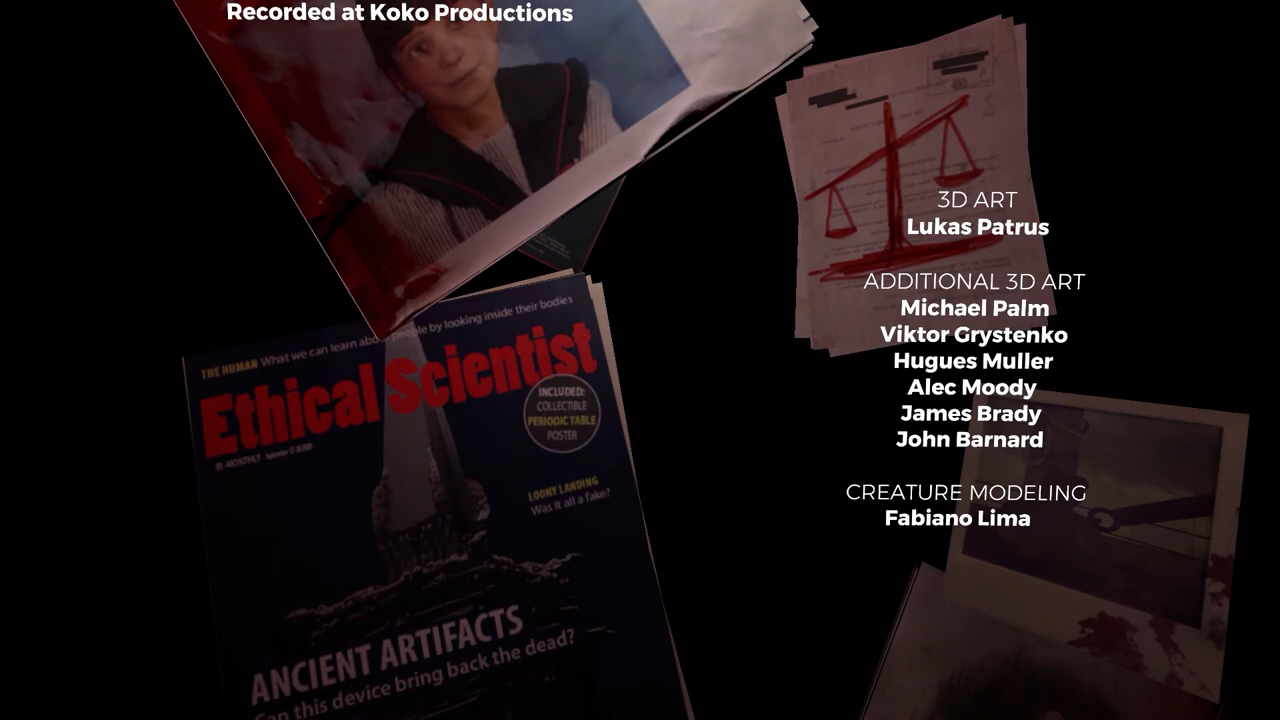 Recorded at Koko Productions
3D ART
Lukas Patrus
ADDITIONAL 3D ART
Michael Palm
Viktor Grystenko
Hugues Muller
Alec Moody
James Brady
John Barnard
CREATURE MODELING
Fabiano Lima
THE HUMAN What we can learn about people by looking inside their bodies
Ethical Scientist
BI-MONTHLY
INCLUDED:
COLLECTIBLE
PERIODIC TABLE
POSTER
LOONY LANDING
Was it all a fake?
ANCIENT ARTIFACTS
Can this device bring back the dead?